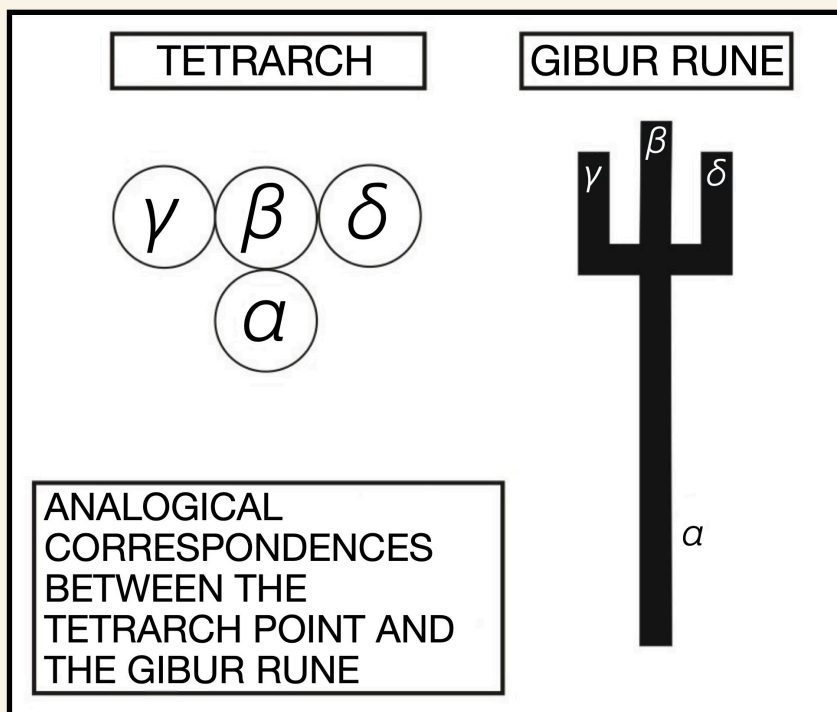 TETRARCH
GIBUR RUNE
γ β δ
α
γ β δ
α
ANALOGICAL
CORRESPONDENCES
BETWEEN THE
TETRARCH POINT AND
THE GIBUR RUNE